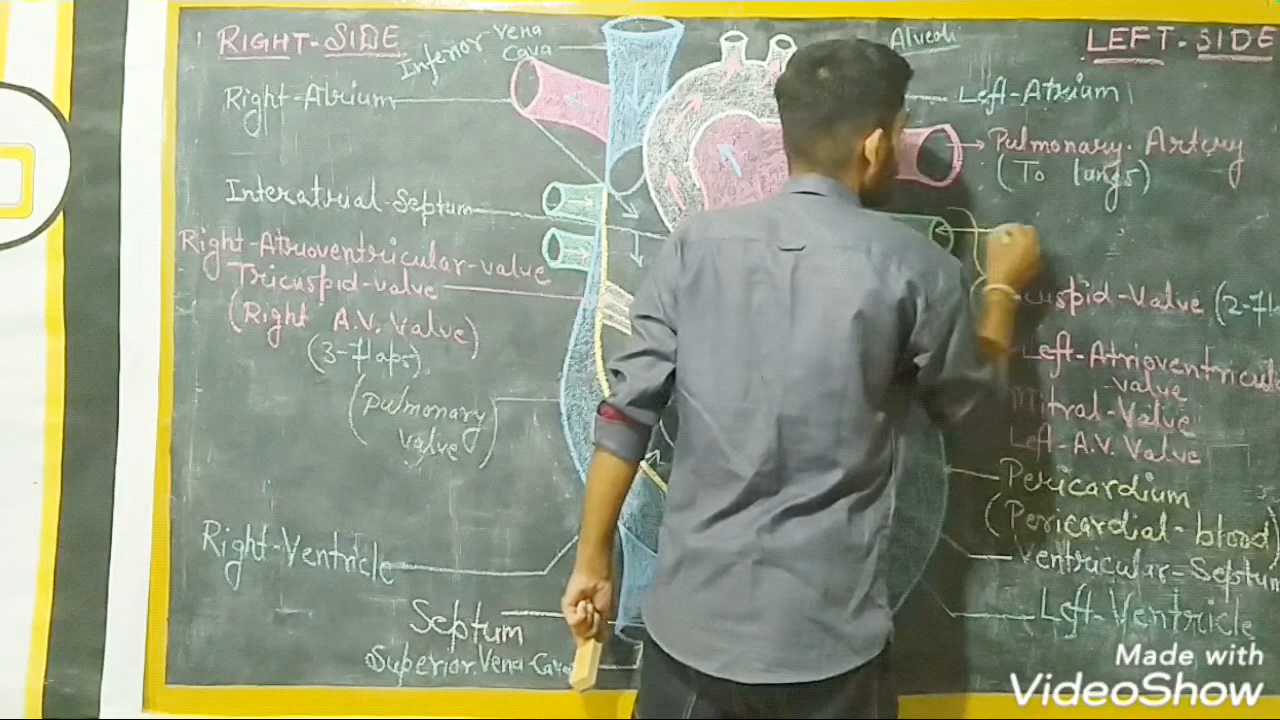 RIGHT-SIDE
Inferior Vena
Cava
Right-Atrium
Interatrial-Septum
Right-Atrioventricular-valve
Tricuspid-valve
(Right A.V. Valve)
(3-flaps)
(Pulmonary
valve)
Right-Ventricle
Septum
Superior.Vena-Cava
Alveoli
LEFT-SIDE
Left-Atrium
Pulmonary. Artery
(To lungs)
cuspid-Valve (2-fla
Left-Atrioventricul
valve
Mitral-Valve
Left-A.V. Valve
Pericardium
(Pericardial-blood)
Ventricular-Septum
Left-Ventricle
Made with
VideoShow